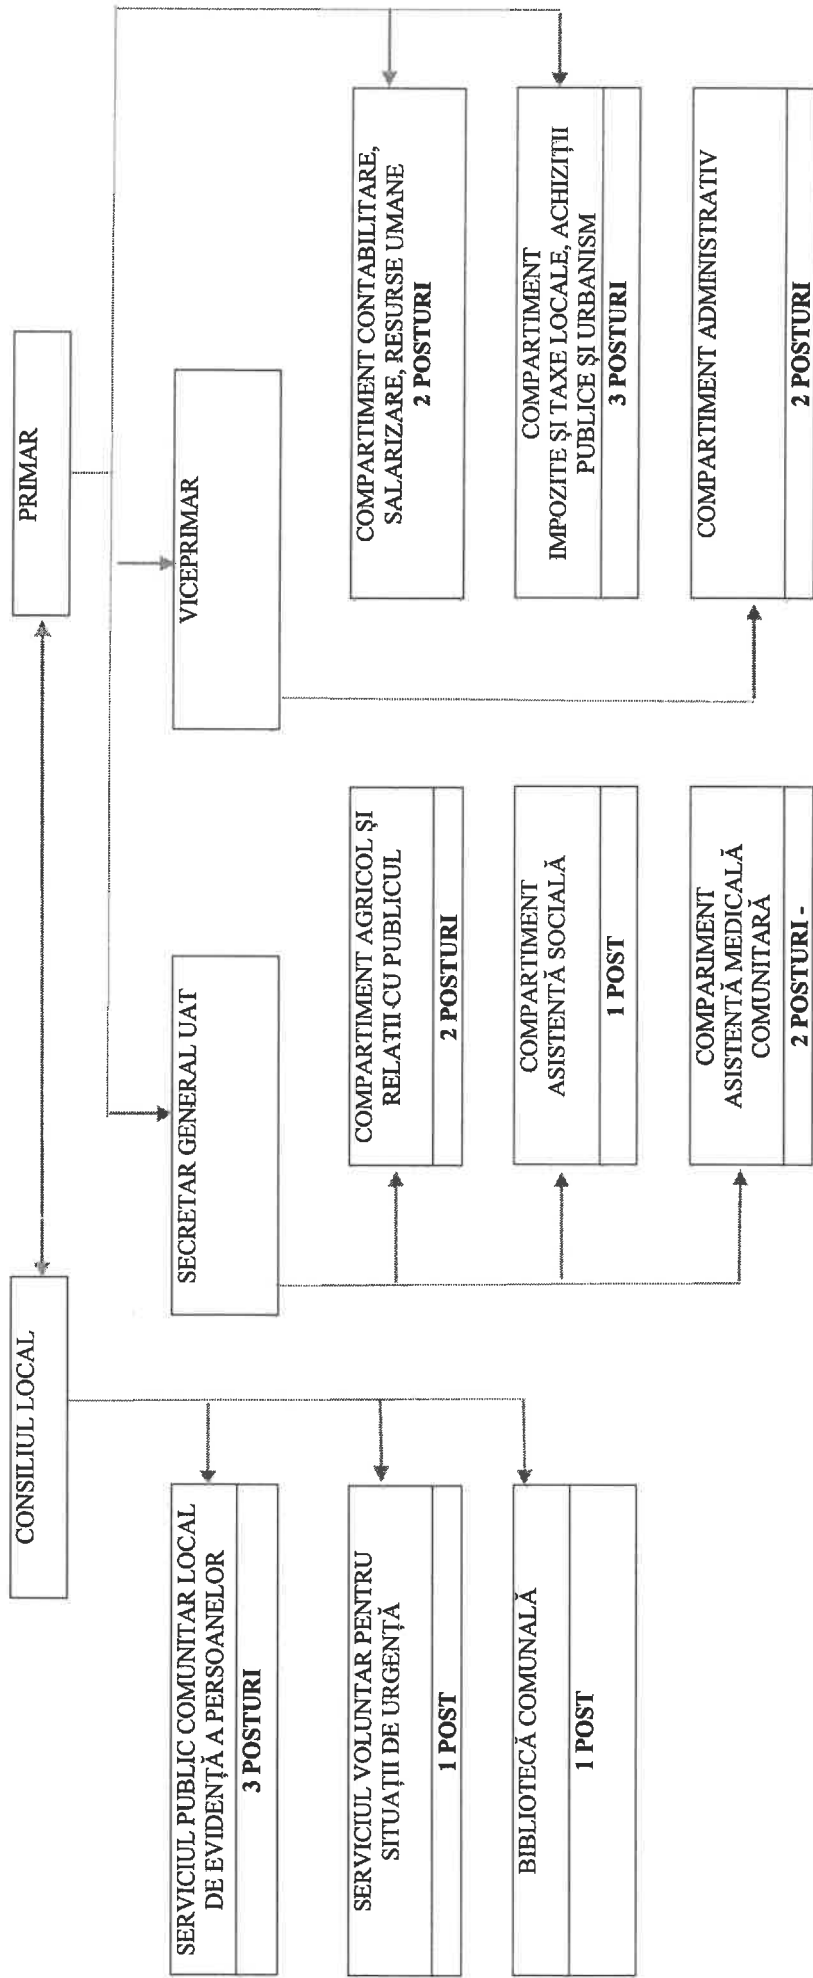 CONSILIUL LOCAL
PRIMAR
SERVICIUL PUBLIC COMUNITAR LOCAL
DE EVIDENȚĂ A PERSOANELOR
3 POSTURI
SERVICIUL VOLUNTAR PENTRU
SITUAȚII DE URGENȚĂ
1 POST
BIBLIOTECĂ COMUNALĂ
1 POST
SECRETAR GENERAL UAT
COMPARTIMENT AGRICOL ȘI
RELATII CU PUBLICUL
2 POSTURI
COMPARTIMENT
ASISTENTĂ SOCIALĂ
1 POST
COMPARIMENT
ASISTENTĂ MEDICALĂ
COMUNITARĂ
2 POSTURI -
VICEPRIMAR
COMPARTIMENT CONTABILITARE,
SALARIZARE, RESURSE UMANE
2 POSTURI
COMPARTIMENT
IMPOZITE ȘI TAXE LOCALE, ACHIZIȚII
PUBLICE ȘI URBANISM
3 POSTURI
COMPARTIMENT ADMINISTRATIV
2 POSTURI